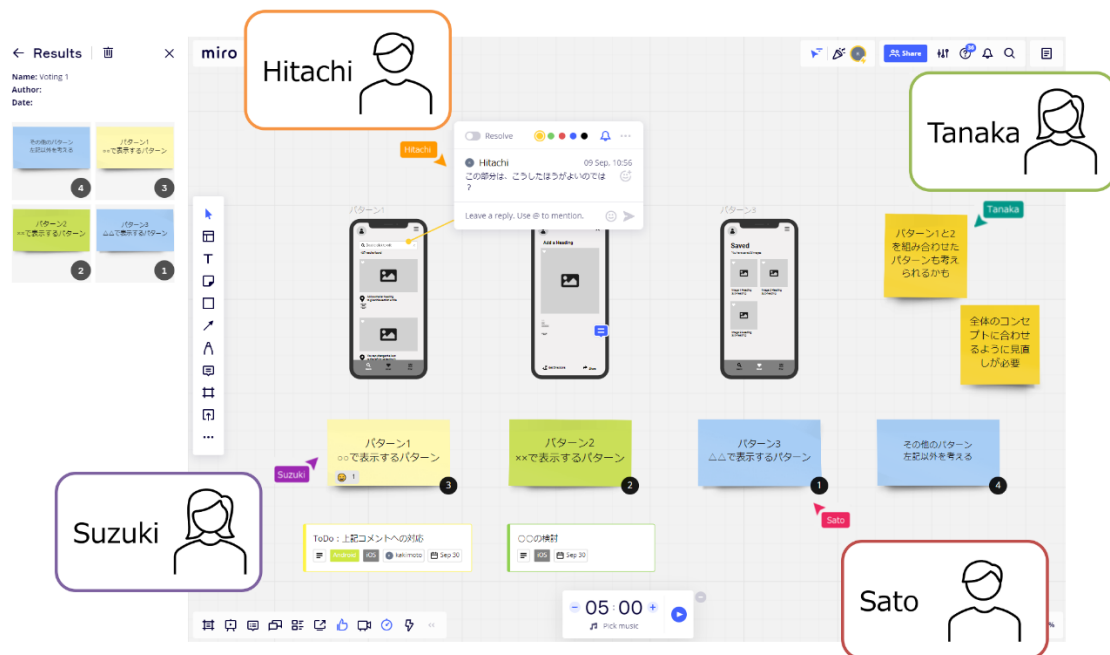 Results
Name: Voting 1
Author:
Date:
その他のパターン
左記以外を考える
4
パターン1
○○で表示するパターン
3
パターン2
××で表示するパターン
2
パターン3
△△で表示するパターン
1
miro
Hitachi
Share
Tanaka
Hitachi
Resolve
Hitachi
09 Sep, 10:56
この部分は、こうしたほうがよいのでは
?
Leave a reply. Use @ to mention.
パターン1
Add a Heading
パターン3
Saved
Tanaka
パターン1と2
を組み合わせた
パターンも考え
られるかも
全体のコンセ
プトに合わせ
るように見直
しが必要
パターン1
○○で表示するパターン
1
3
パターン2
××で表示するパターン
2
パターン3
△△で表示するパターン
1
その他のパターン
左記以外を考える
4
Suzuki
Sato
Suzuki
ToDo：上記コメントへの対応
Android
iOS
kakimoto
Sep 30
○○の検討
iOS
Sep 30
05:00
Pick music
Sato
%